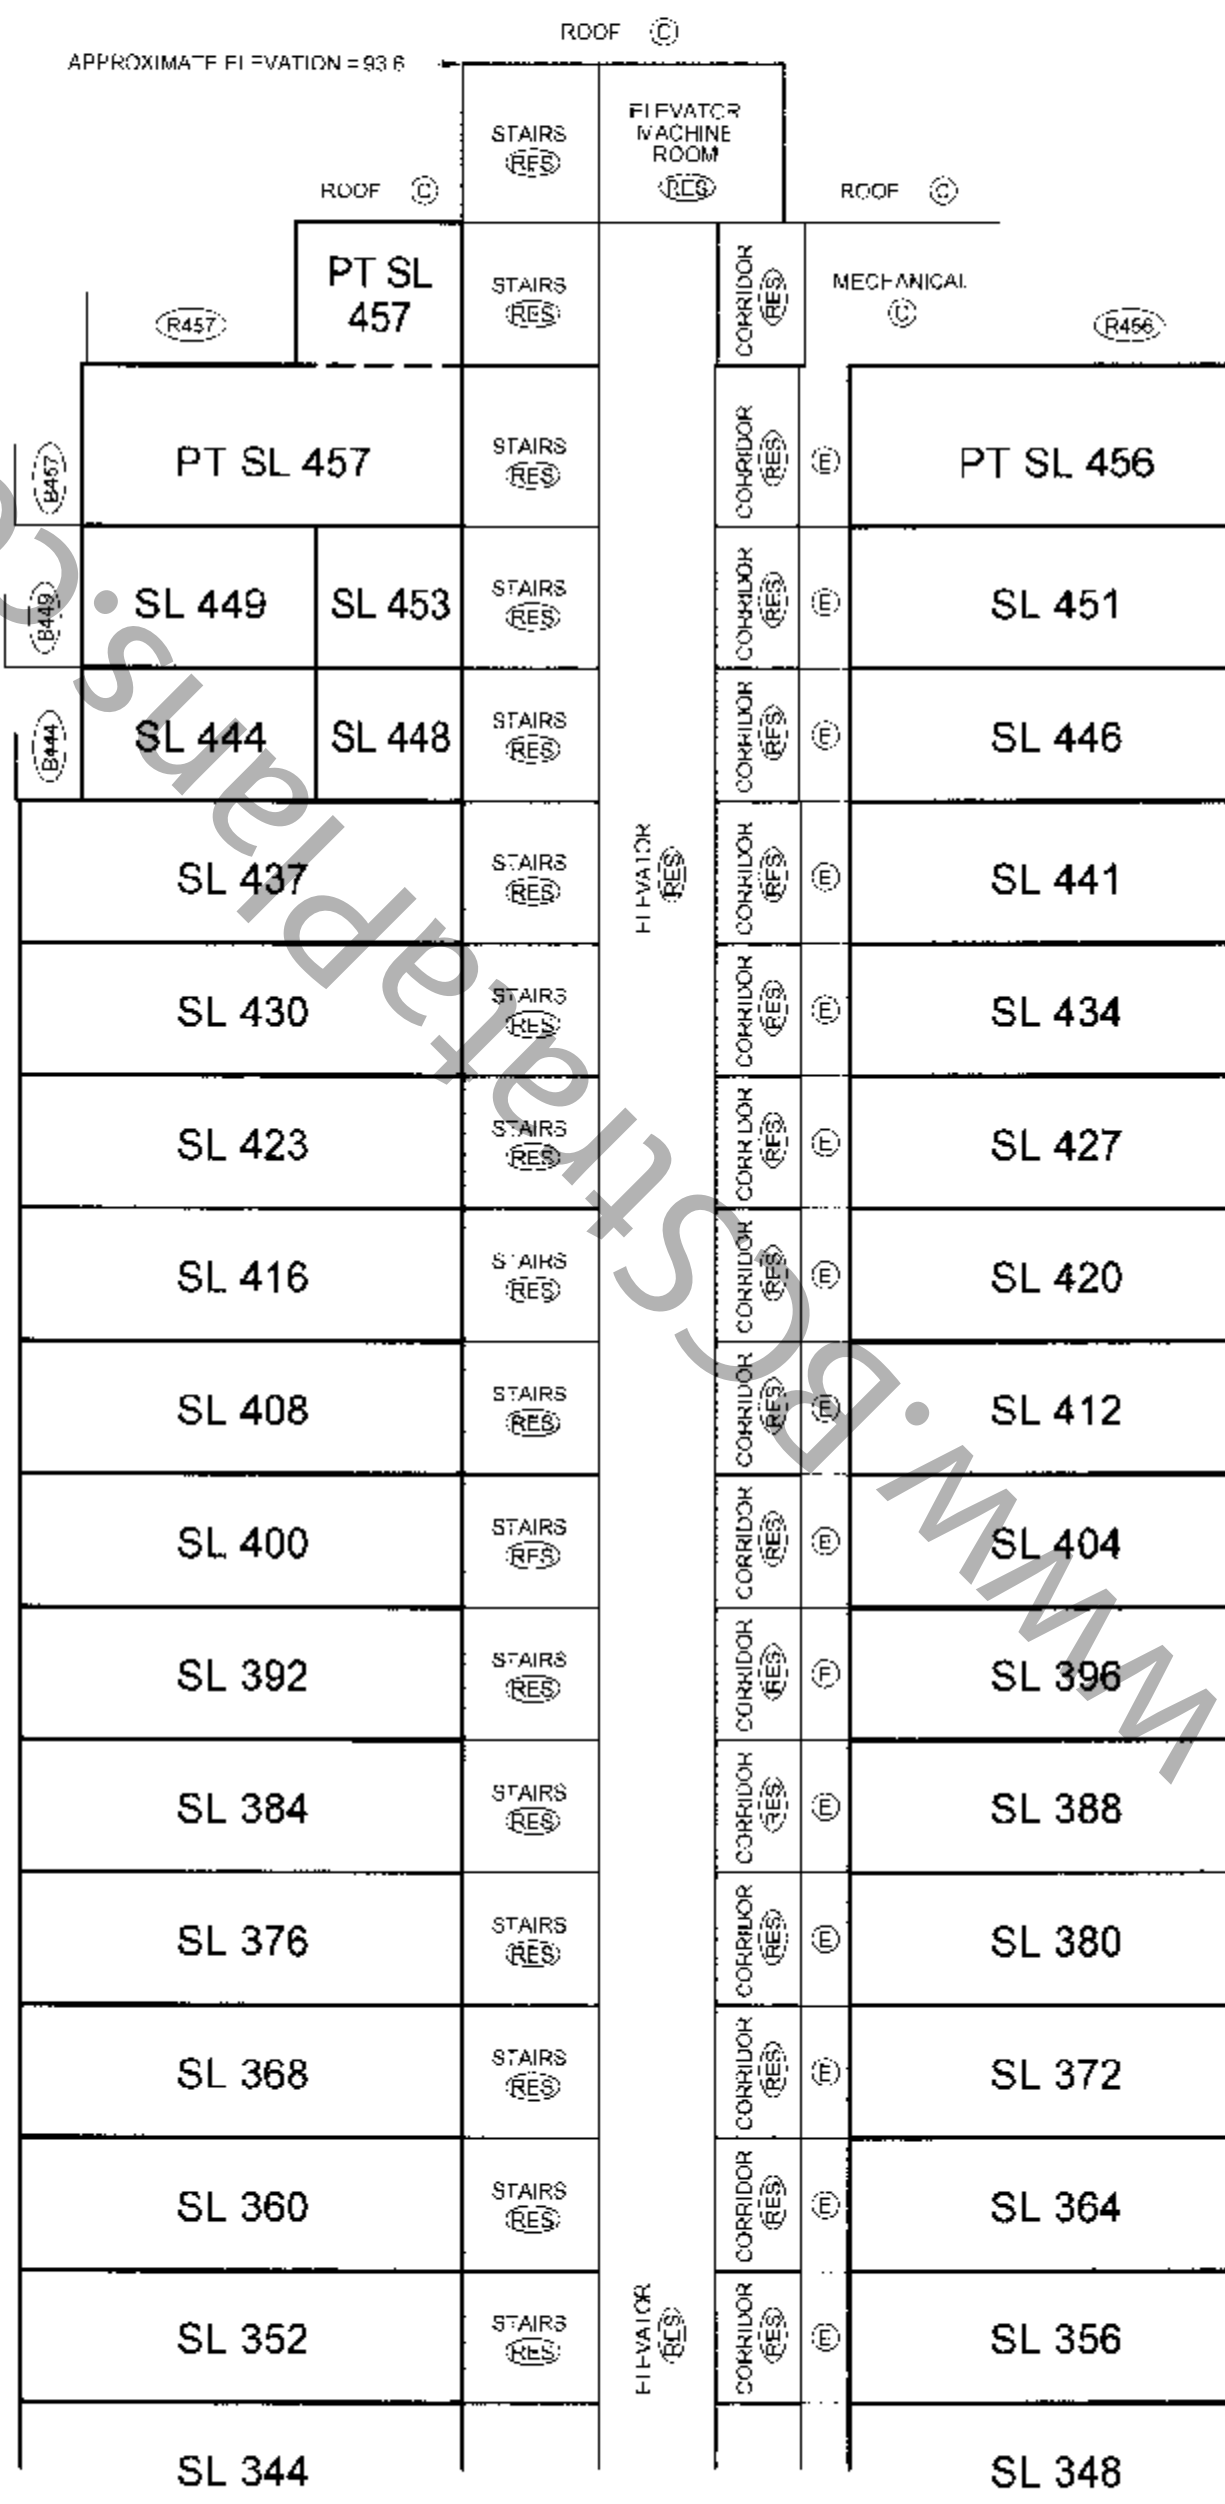 ROOF C
APPROXIMATE ELEVATION = 93.6
STAIRS RES
ELEVATOR MACHINE ROOM RES
ROOF C
ROOF C
PT SL 457
STAIRS RES
CORRIDOR RES
MECHANICAL C
R457
R456
B457
PT SL 457
STAIRS RES
CORRIDOR RES
E
PT SL 456
B449
SL 449
SL 453
STAIRS RES
CORRIDOR RES
E
SL 451
B444
SL 444
SL 448
STAIRS RES
CORRIDOR RES
E
SL 446
SL 437
STAIRS RES
ELEVATOR RES
CORRIDOR RES
E
SL 441
SL 430
STAIRS RES
CORRIDOR RES
E
SL 434
SL 423
STAIRS RES
CORRIDOR RES
E
SL 427
SL 416
STAIRS RES
CORRIDOR RES
E
SL 420
SL 408
STAIRS RES
CORRIDOR RES
E
SL 412
SL 400
STAIRS RES
CORRIDOR RES
E
SL 404
SL 392
STAIRS RES
CORRIDOR RES
E
SL 396
SL 384
STAIRS RES
CORRIDOR RES
E
SL 388
SL 376
STAIRS RES
CORRIDOR RES
E
SL 380
SL 368
STAIRS RES
CORRIDOR RES
E
SL 372
SL 360
STAIRS RES
CORRIDOR RES
E
SL 364
SL 352
STAIRS RES
ELEVATOR RES
CORRIDOR RES
E
SL 356
SL 344
SL 348
www.BCStrataPlans.c